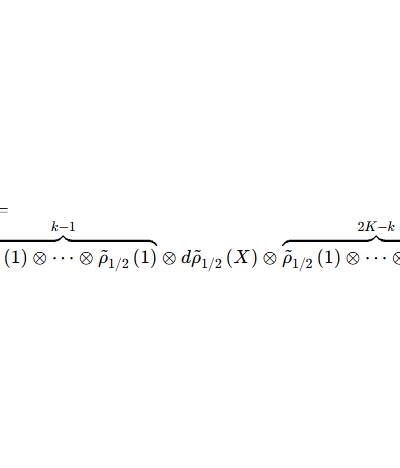 =
k−1 2K−k
(1) ⊗ ⋯ ⊗ ρ̃_{1/2} (1) ⊗ dρ̃_{1/2} (X) ⊗ ρ̃_{1/2} (1) ⊗ ⋯ ⊗